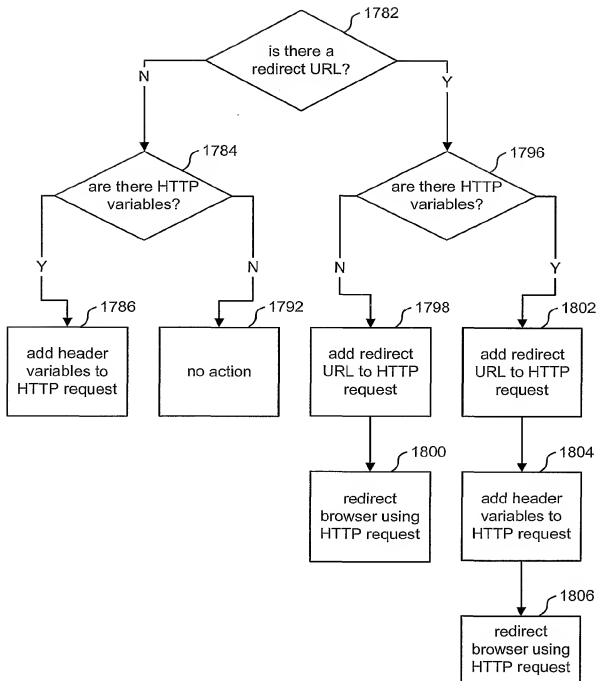 1782
is there a
redirect URL?
N
Y
1784
are there HTTP
variables?
1796
are there HTTP
variables?
Y
N
N
Y
1786
add header
variables to
HTTP request
1792
no action
1798
add redirect
URL to HTTP
request
1802
add redirect
URL to HTTP
request
1800
redirect
browser using
HTTP request
1804
add header
variables to
HTTP request
1806
redirect
browser using
HTTP request